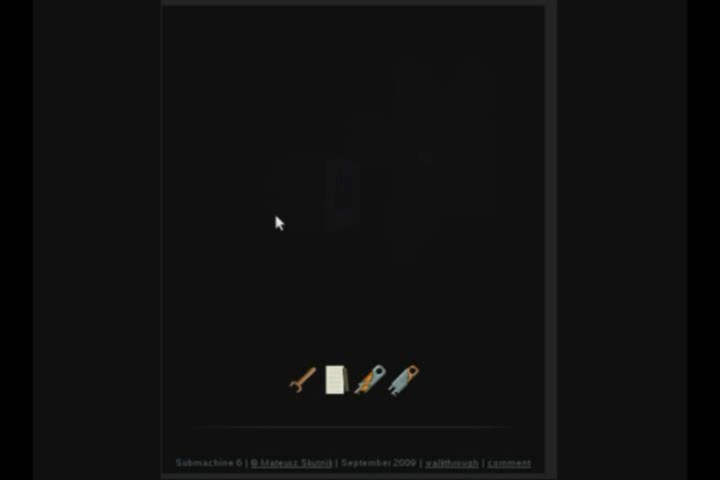 Submachine 6 | © Mateusz Skutnik | September 2009 | walkthrough | comment